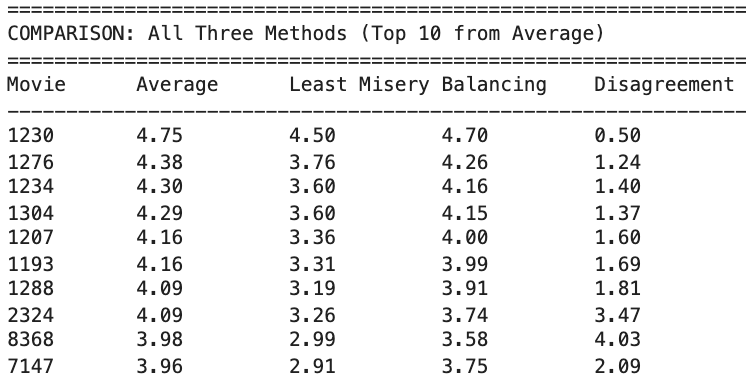 ================================================================
COMPARISON: All Three Methods (Top 10 from Average)
================================================================
Movie      Average      Least Misery Balancing    Disagreement
----------------------------------------------------------------
1230       4.75         4.50         4.70         0.50
1276       4.38         3.76         4.26         1.24
1234       4.30         3.60         4.16         1.40
1304       4.29         3.60         4.15         1.37
1207       4.16         3.36         4.00         1.60
1193       4.16         3.31         3.99         1.69
1288       4.09         3.19         3.91         1.81
2324       4.09         3.26         3.74         3.47
8368       3.98         2.99         3.58         4.03
7147       3.96         2.91         3.75         2.09